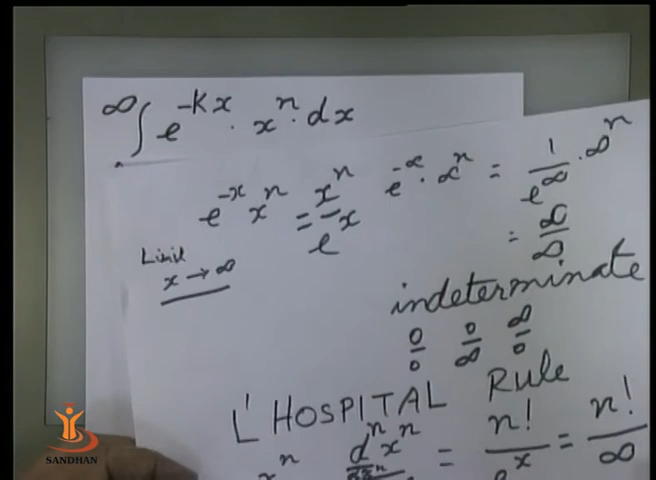 ∞∫ e^{-kx} · x^n · dx
e^{-x} x^n = x^n / e^x    e^{-∞} · ∞^n = 1 / e^∞ · ∞^n
Limit x → ∞    = ∞ / ∞
indeterminate
0/0    0/∞    ∞/0
L'HOSPITAL Rule
x^n    d^n x^n    = n! / e^x = n! / ∞
SANDHAN